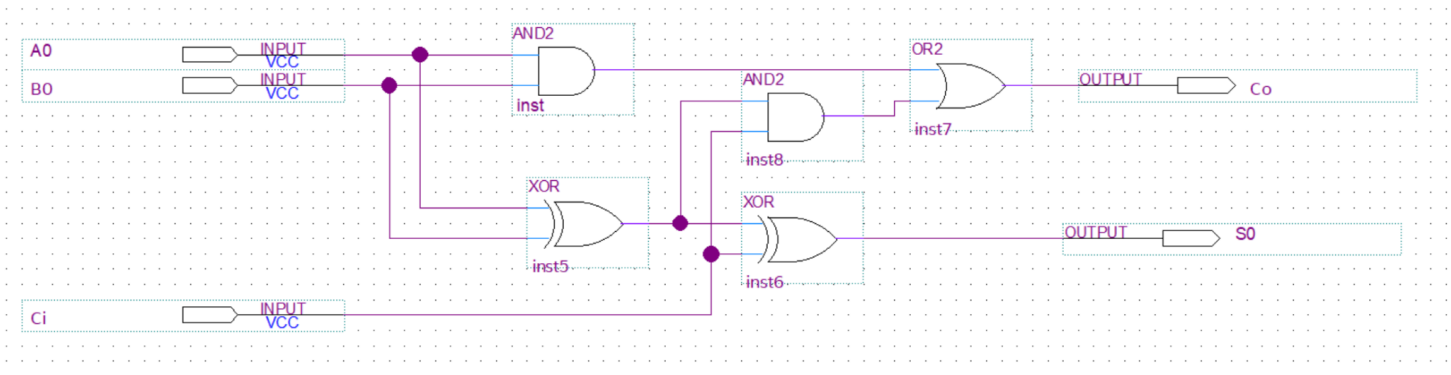 A0
INPUT
VCC
B0
INPUT
VCC
AND2
inst
AND2
inst8
OR2
inst7
OUTPUT
Co
XOR
inst5
XOR
inst6
OUTPUT
S0
Ci
INPUT
VCC